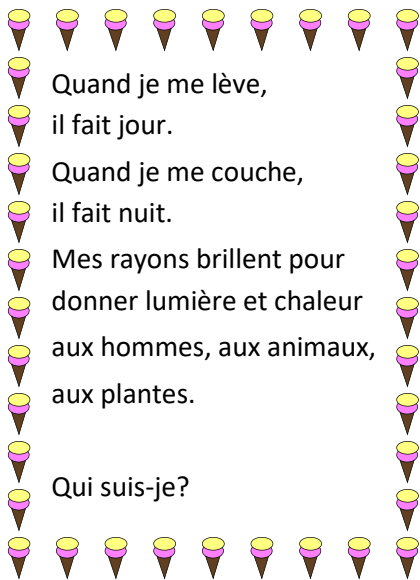 Quand je me lève,
il fait jour.
Quand je me couche,
il fait nuit.
Mes rayons brillent pour
donner lumière et chaleur
aux hommes, aux animaux,
aux plantes.
Qui suis-je?